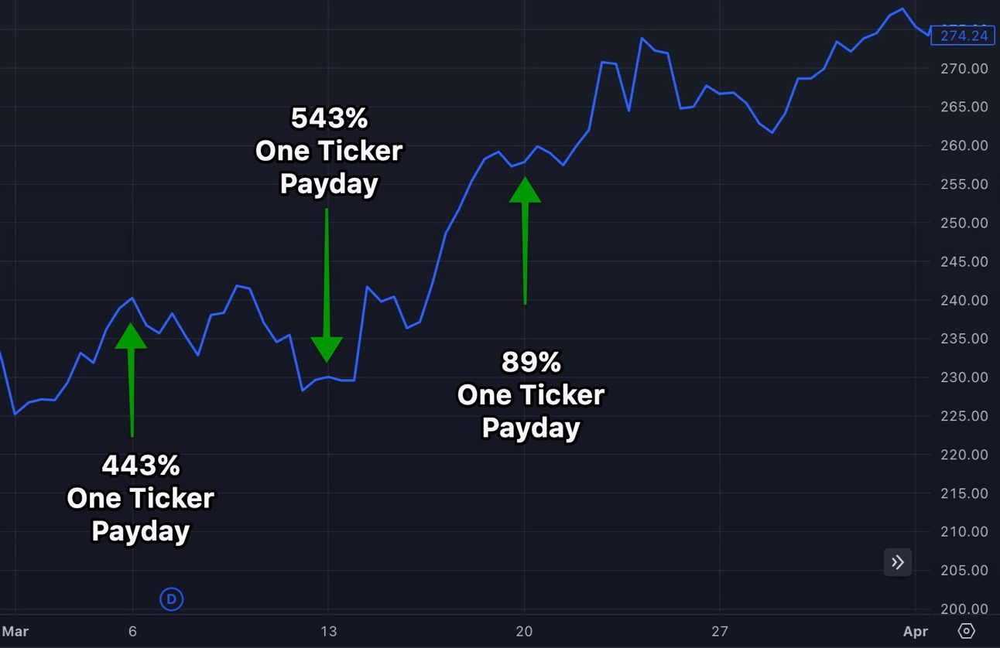 274.24
270.00
265.00
543%
One Ticker
Payday
260.00
255.00
250.00
245.00
240.00
235.00
89%
One Ticker
Payday
230.00
225.00
220.00
443%
One Ticker
Payday
215.00
210.00
205.00
200.00
D
Mar 6 13 20 27 Apr